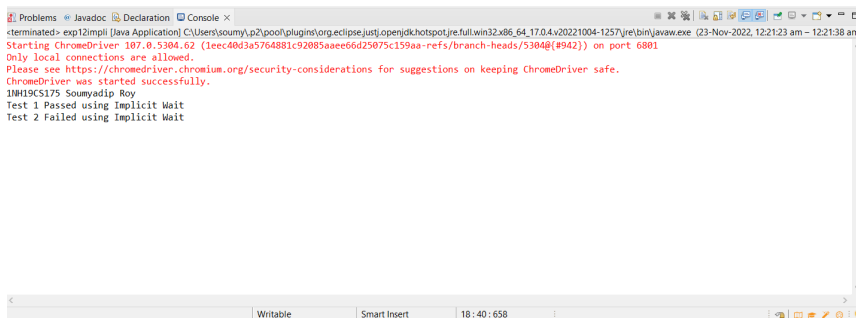 Problems @ Javadoc Declaration Console ×
<terminated> exp12impli [Java Application] C:\Users\soumy\.p2\pool\plugins\org.eclipse.justj.openjdk.hotspot.jre.full.win32.x86_64_17.0.4.v20221004-1257\jre\bin\javaw.exe (23-Nov-2022, 12:21:23 am – 12:21:38 am
Starting ChromeDriver 107.0.5304.62 (1eec40d3a5764881c92085aaee66d25075c159aa-refs/branch-heads/5304@{#942}) on port 6801
Only local connections are allowed.
Please see https://chromedriver.chromium.org/security-considerations for suggestions on keeping ChromeDriver safe.
ChromeDriver was started successfully.
1NH19CS175 Soumyadip Roy
Test 1 Passed using Implicit Wait
Test 2 Failed using Implicit Wait
Writable Smart Insert 18 : 40 : 658